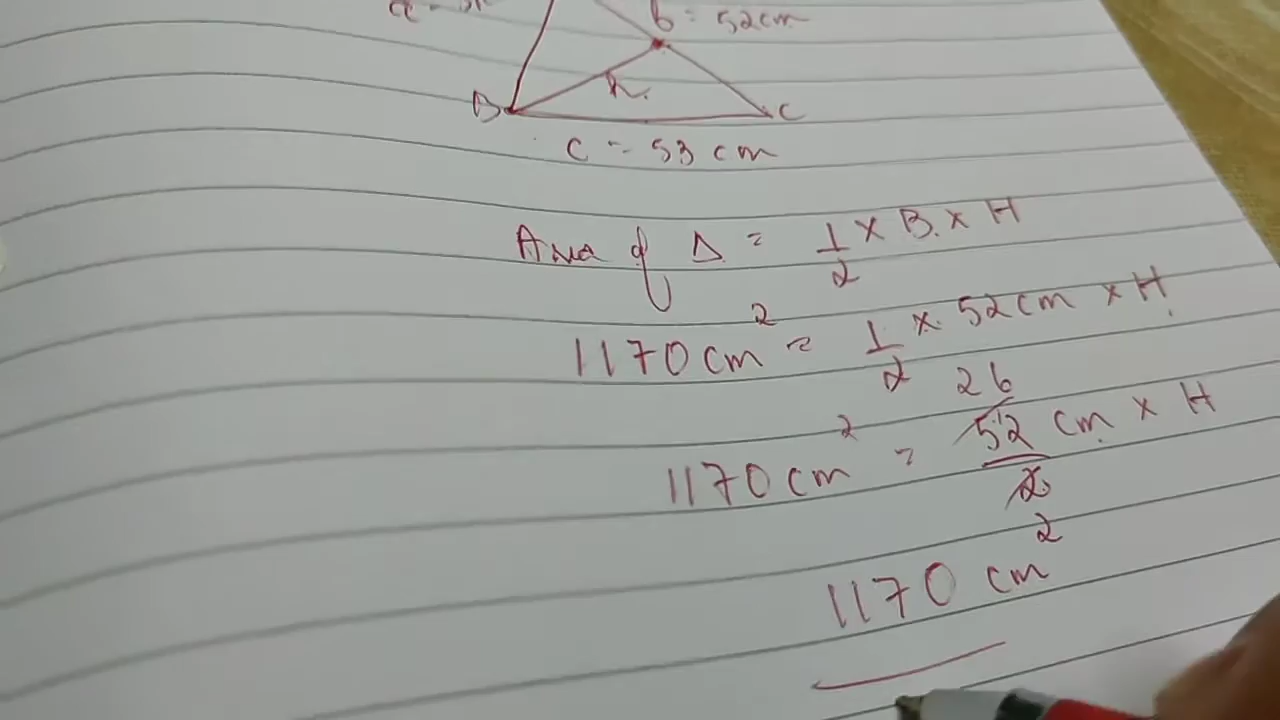 b = 52cm
h.
B C
c = 53 cm
Area of Δ = 1/2 × B. × H
1170 cm² = 1/2 × 52 cm × H
26
1170 cm² = 52/2 cm × H
1170 cm²